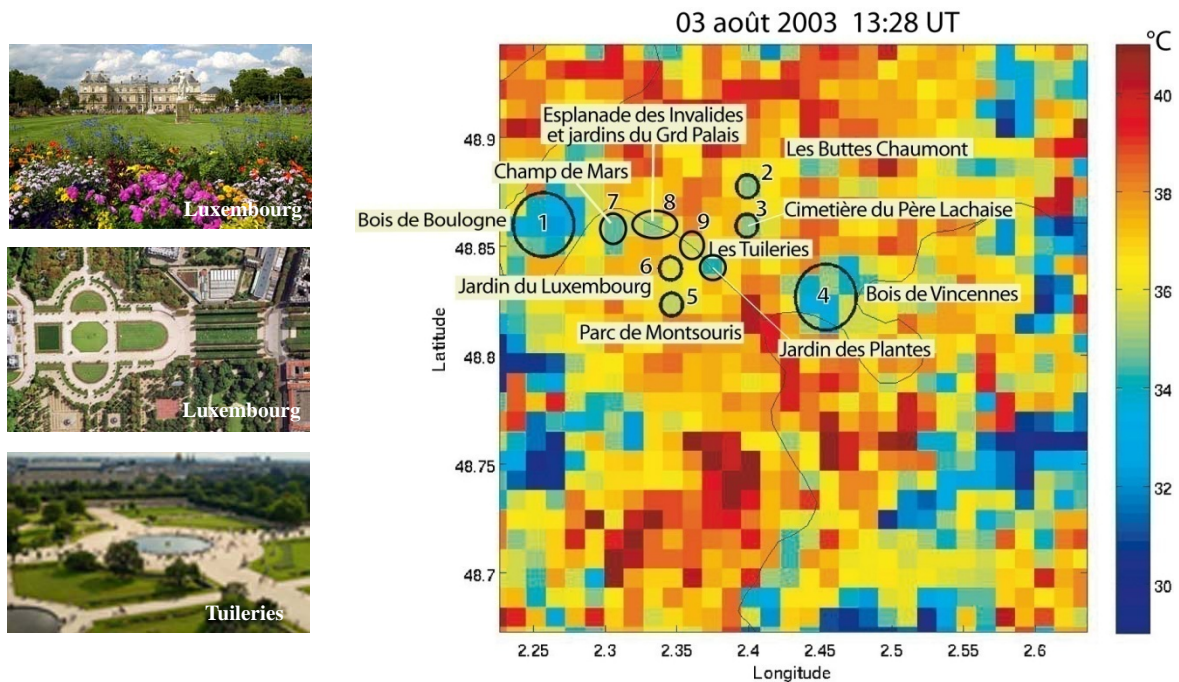 Luxembourg
Luxembourg
Tuileries
03 août 2003  13:28 UT
°C
Esplanade des Invalides
et jardins du Grd Palais
Les Buttes Chaumont
Champ de Mars
2
7
8
3
Cimetière du Père Lachaise
Bois de Boulogne
1
9
Les Tuileries
6
Jardin du Luxembourg
4
Bois de Vincennes
5
Parc de Montsouris
Jardin des Plantes
48.9
48.85
48.8
48.75
48.7
Latitude
2.25 2.3 2.35 2.4 2.45 2.5 2.55 2.6
Longitude
40
38
36
34
32
30